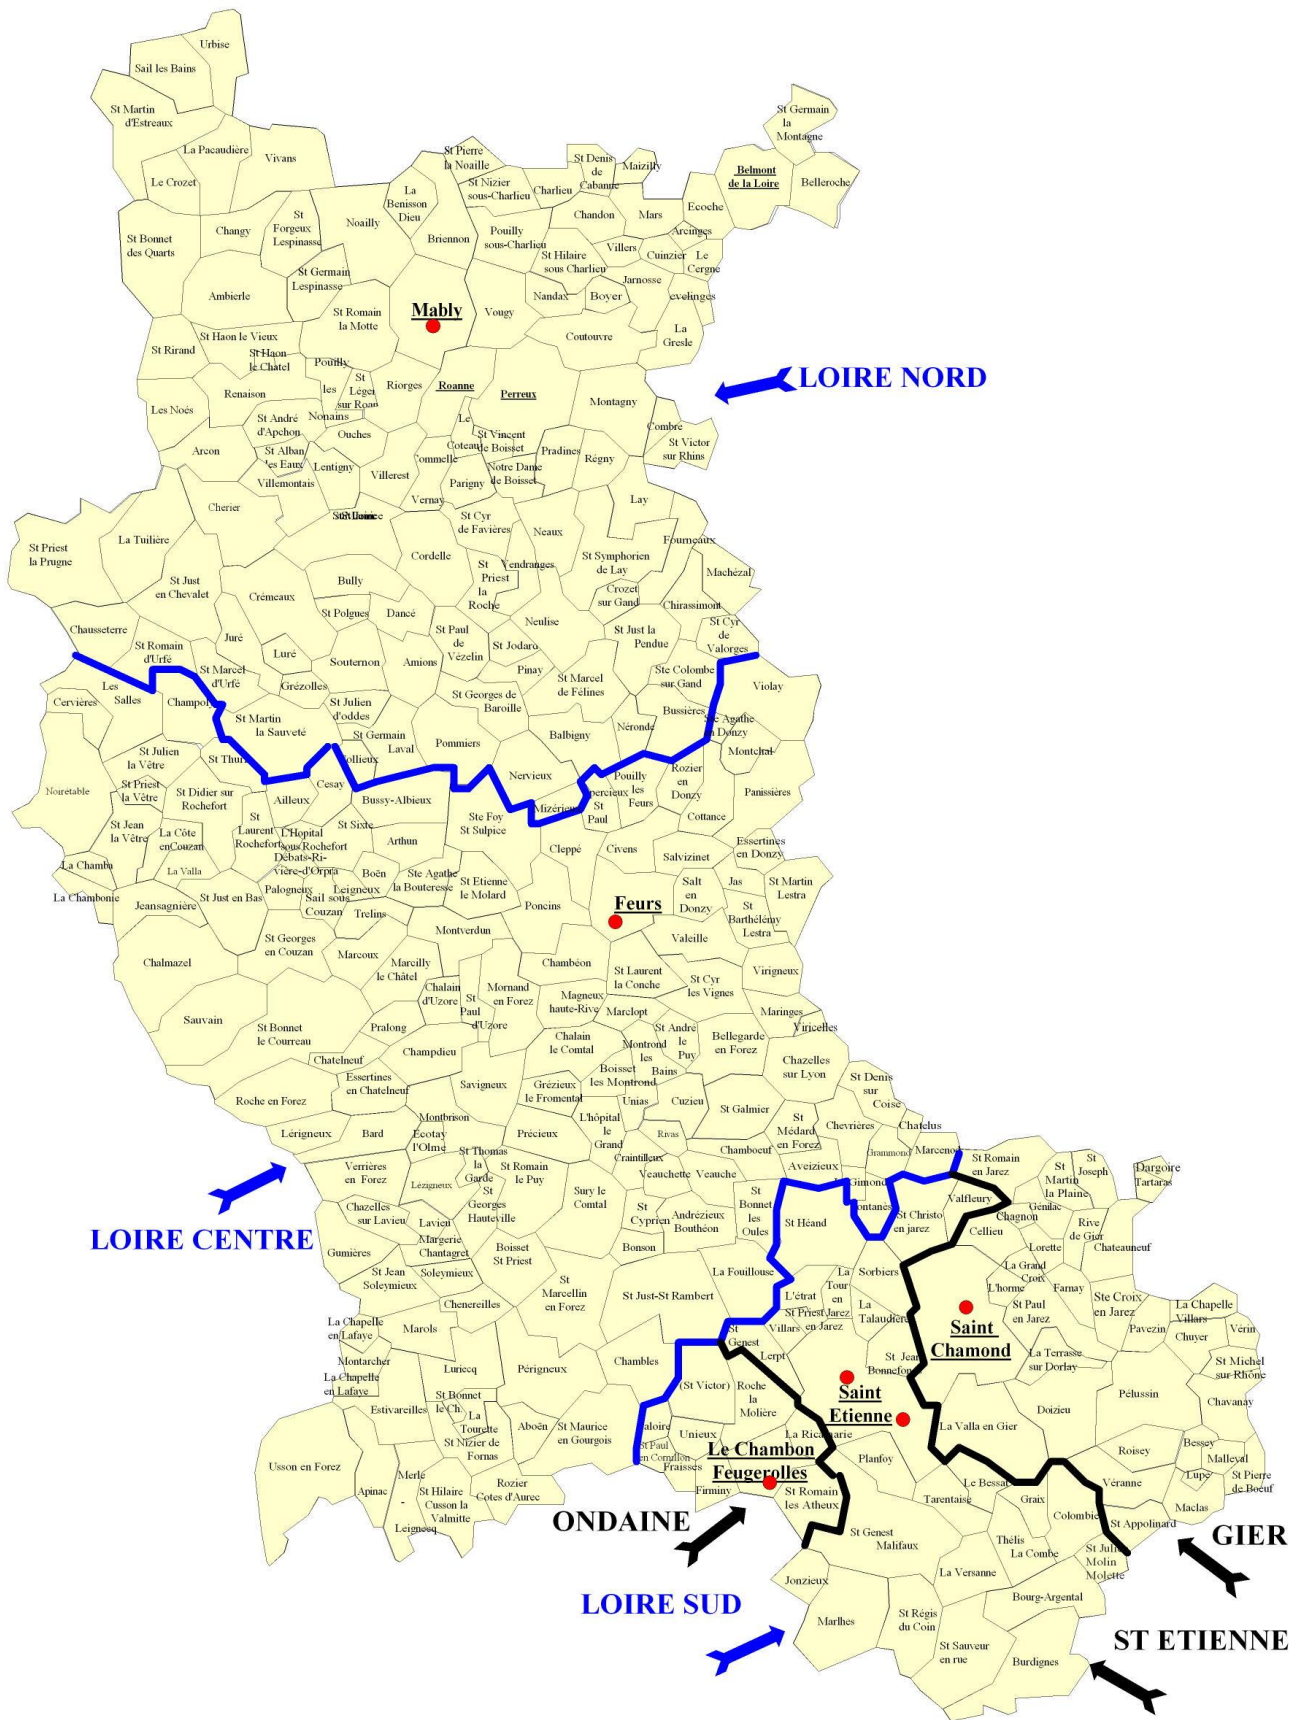 Urbise
Sail les Bains
St Martin
d'Estreaux
La Pacaudière
Vivans
Le Crozet
St Germain
la
Montagne
St Pierre
la Noaille
St Denis
de
Cabanne
Maizilly
Belmont
de la Loire
Belleroche
La
Benisson
Dieu
St Nizier
sous-Charlieu
Charlieu
Ecoche
Noailly
Chandon
Mars
St
Forgeux
Lespinasse
Changy
St Bonnet
des Quarts
Briennon
Pouilly
sous-Charlieu
Arcinges
Villers
Cuinzier
Le
Cergne
St Hilaire
sous Charlieu
St Germain
Lespinasse
Jarnosse
Ambierle
Nandax
Boyer
evelinges
St Romain
la Motte
Mably
Vougy
Coutouvre
La
Gresle
St Rirand
St Haon le Vieux
St Haon
le Chatel
Pouilly
les
Nonains
St
Léger
sur Roan
Riorges
Roanne
Perreux
LOIRE NORD
Renaison
Les Noés
St André
d'Apchon
Montagny
Le
Coteau
Combre
Ouches
St Vincent
de Boisset
St Victor
sur Rhins
Arcon
St Alban
les Eaux
Lentigny
Villerest
Commelle
Vernay
Pradines
Régny
Notre Dame
de Boisset
Parigny
Villemontais
Cherier
Lay
St Cyr
de Favières
Neaux
La Tuilière
St Priest
la Prugne
Cordelle
Fourneaux
St Symphorien
de Lay
Vendranges
St
Priest
la
Roche
Machézal
St Just
en Chevalet
Crémeaux
Bully
Crozet
sur Gand
Chirassimont
St Polgues
Dancé
Neulise
Chausseterre
St Romain
d'Urfé
Juré
Luré
Souternon
Amions
St Paul
de
Vézelin
St Jodard
St Just la
Pendue
St Cyr
de
Valorges
Pinay
St Marcel
d'Urfé
Grézolles
St Marcel
de Félines
Ste Colombe
sur Gand
Violay
Les
Salles
Cervières
Champoly
St Julien
d'oddes
St Georges de
Baroille
Bussières
St Martin
la Sauveté
Néronde
Ste Agathe
en Donzy
St Germain
Laval
Pommiers
Balbigny
Montchal
St Julien
la Vêtre
St Thuri
Nollieux
Nervieux
Pouilly
les
Feurs
Rozier
en
Donzy
Noirétable
St Priest
la Vêtre
St Didier sur
Rochefort
Cesay
Ailleux
Bussy-Albieux
Mizérieux
Epercieux
St
Paul
Panissières
Cottance
St Jean
la Vêtre
La Côte
enCouzan
St
Laurent
Rochefort
L'Hopital
sous Rochefort
St Sixte
Arthun
Ste Foy
St Sulpice
Cleppé
Civens
Essertines
en Donzy
Salvizinet
La Chamba
La Valla
Débats-Ri-
vière-d'Orpra
Boën
Ste Agathe
la Bouteresse
St Etienne
le Molard
Salt
en
Donzy
Jas
St Martin
Lestra
La Chambonie
Jeansagnière
St Just en Bas
Palogneux
Leigneux
Sail sous
Couzan
Trelins
Poncins
Feurs
St
Barthélémy
Lestra
Chalmazel
St Georges
en Couzan
Marcoux
Montverdun
Valeille
Marcilly
le Châtel
Chambéon
St Laurent
la Conche
St Cyr
les Vignes
Virigneux
Chalain
d'Uzore
St
Paul
d'Uzore
Mornand
en Forez
Magneux
haute-Rive
Marclopt
Maringes
Viricelles
Sauvain
St Bonnet
le Courreau
Pralong
Champdieu
Chalain
le Comtal
St André
le
Puy
Bellegarde
en Forez
Montrond
les
Bains
Chazelles
sur Lyon
Chatelneuf
Essertines
en Chatelneuf
Savigneux
Boisset
les Montrond
Grézieux
le Fromental
Unias
Cuzieu
St Denis
sur
Coise
Roche en Forez
St Galmier
Montbrison
L'hôpital
le
Grand
St
Médard
en Forez
Chevrières
Chatelus
Lérigneux
Bard
Ecotay
l'Olme
Précieux
Rivas
Chamboeuf
Grammond
Marcenod
Craintilleux
Aveizieux
St Romain
en Jarez
St
Joseph
Dargoire
Tartaras
Verrières
en Forez
St Thomas
la
Garde
St Romain
le Puy
Veauchette
Veauche
La Gimond
St
Martin
la Plaine
Lézigneux
LOIRE CENTRE
Chazelles
sur Lavieu
St
Georges
Hauteville
Sury le
Comtal
St
Cyprien
Andrézieux
Bouthéon
St
Bonnet
les
Oules
Fontanès
Valfleury
Génilac
St Héand
St Christo
en jarez
Chagnon
Cellieu
Rive
de Gier
Chateauneuf
Lavieu
Margerie
Chantagret
Gumières
Boisset
St Priest
Bonson
Lorette
St Jean
Soleymieux
Soleymieux
St
Marcellin
en Forez
La Fouillouse
La
Tour
en
Jarez
Sorbiers
La Grand
Croix
L'horme
Farnay
St Just-St Rambert
L'étrat
St Priest
en Jarez
Ste Croix
en Jarez
Chenereilles
La
Talaudière
St Paul
en Jarez
La Chapelle
Villars
La Chapelle
en Lafaye
Marols
St
Genest
Lerpt
Villars
Saint
Chamond
Pavezin
Chuyer
Vérin
Montarcher
Luriecq
Périgneux
Chambles
St Jean
Bonnefonds
La Terrasse
sur Dorlay
St Michel
sur Rhône
La Chapelle
en Lafaye
(St Victor)
Roche
la
Molière
Saint
Etienne
Pélussin
Chavanay
Estivareilles
St Bonnet
le Ch.
La
Tourette
Aboën
St Maurice
en Gourgois
Doizieu
La Valla en Gier
Unieux
La Ricamarie
St Nizier de
Fornas
St Paul
en Cornillon
Le Chambon
Feugerolles
Planfoy
Roisey
Bessey
Malleval
Usson en Forez
Merle
-
Leignecq
Apinac
Fraisses
Firminy
Le Bessat
Véranne
Lupé
St Pierre
de Boeuf
St Hilaire
Cusson la
Valmitte
Rozier
Cotes d'Aurec
St Romain
les Atheux
Tarentaise
Graix
Maclas
ONDAINE
Colombier
St Appolinard
GIER
St Genest
Malifaux
Thélis
La Combe
St Julien
Molin
Molette
La Versanne
Jonzieux
LOIRE SUD
Bourg-Argental
Marlhes
St Régis
du Coin
St Sauveur
en rue
Burdignes
ST ETIENNE